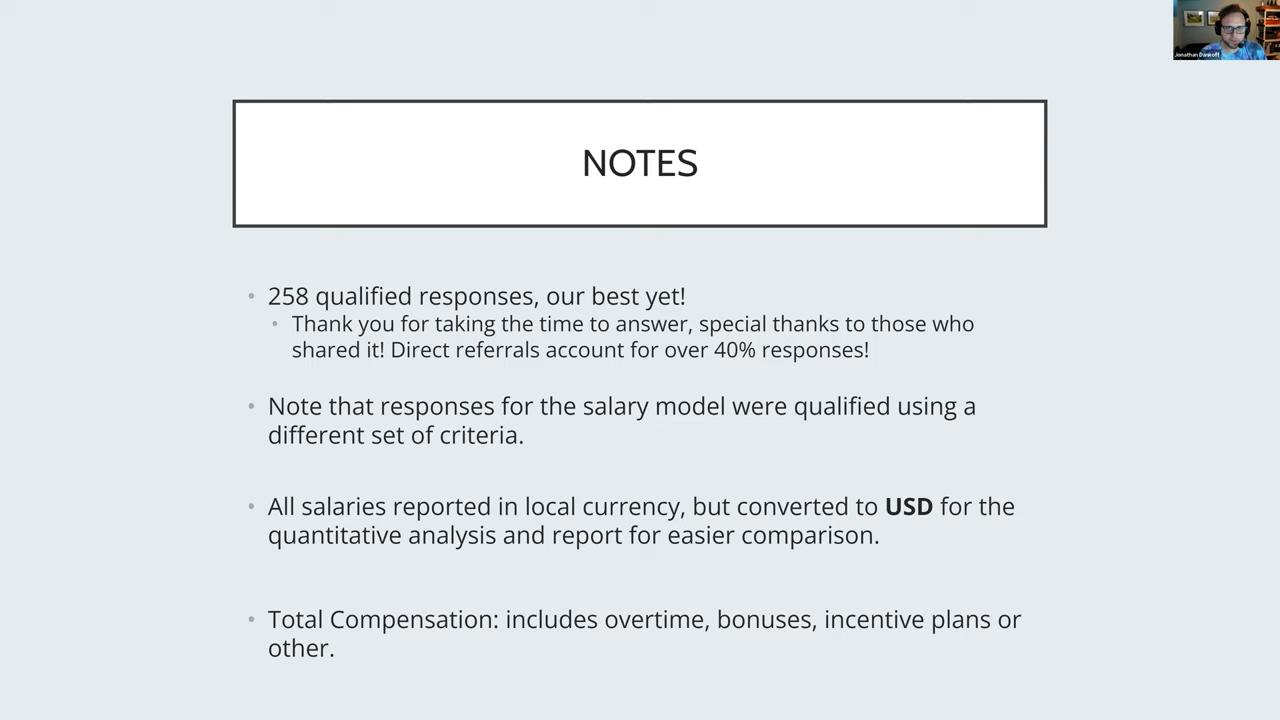 Jonathan Dankoff
NOTES
• 258 qualified responses, our best yet!
• Thank you for taking the time to answer, special thanks to those who
shared it! Direct referrals account for over 40% responses!
• Note that responses for the salary model were qualified using a
different set of criteria.
• All salaries reported in local currency, but converted to USD for the
quantitative analysis and report for easier comparison.
• Total Compensation: includes overtime, bonuses, incentive plans or
other.